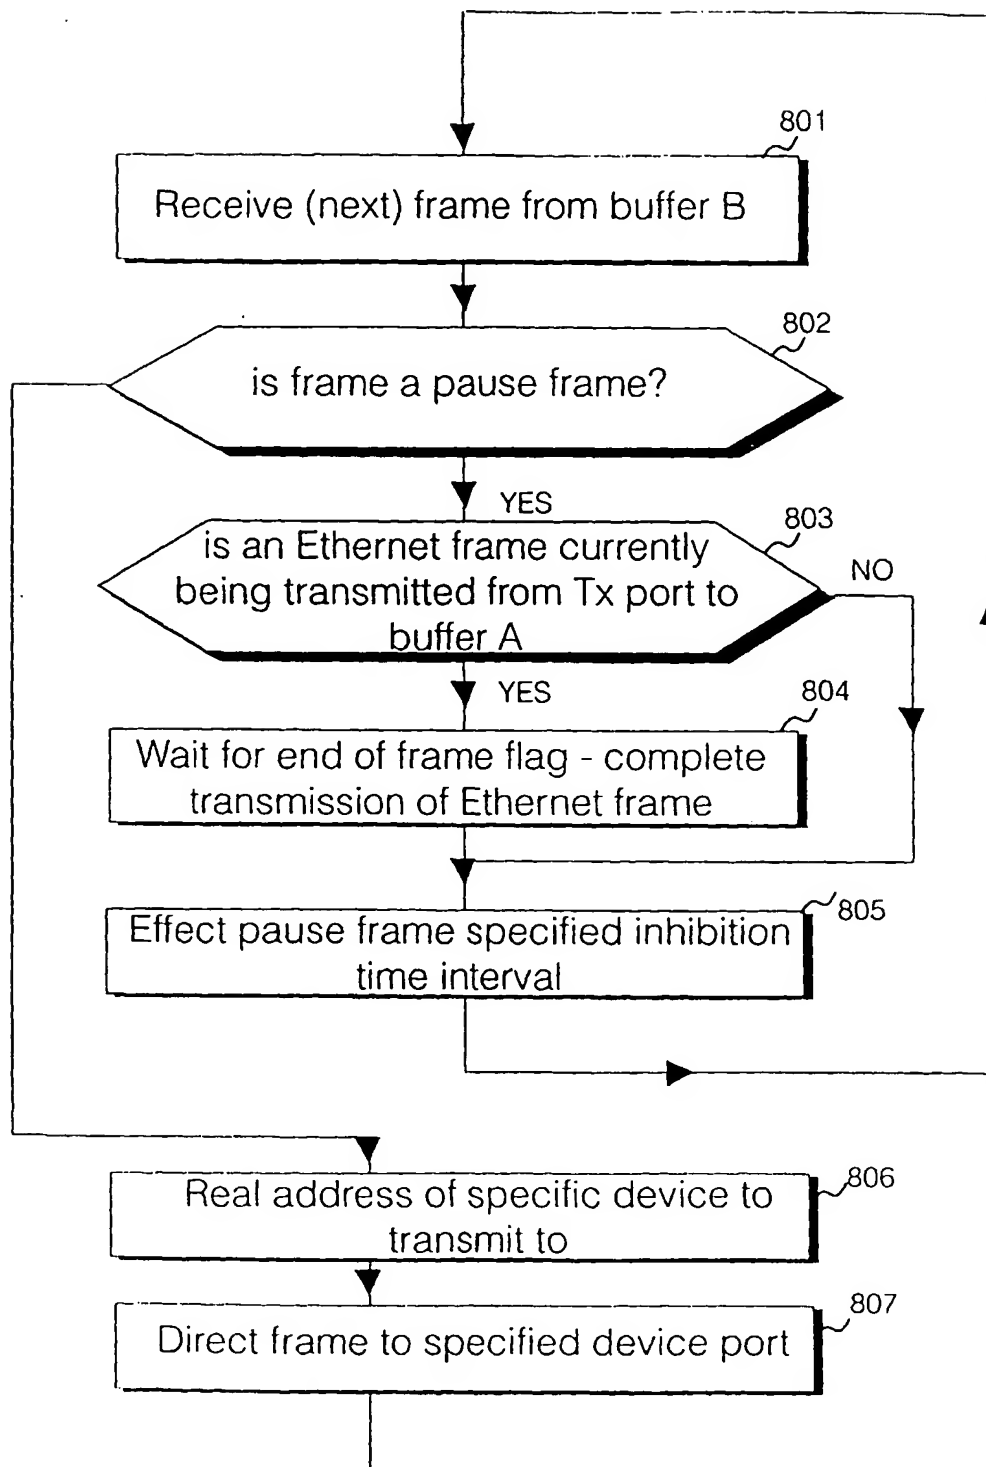 801
Receive (next) frame from buffer B
802
is frame a pause frame?
YES
803
is an Ethernet frame currently
being transmitted from Tx port to
buffer A
NO
YES
804
Wait for end of frame flag - complete
transmission of Ethernet frame
805
Effect pause frame specified inhibition
time interval
806
Real address of specific device to
transmit to
807
Direct frame to specified device port